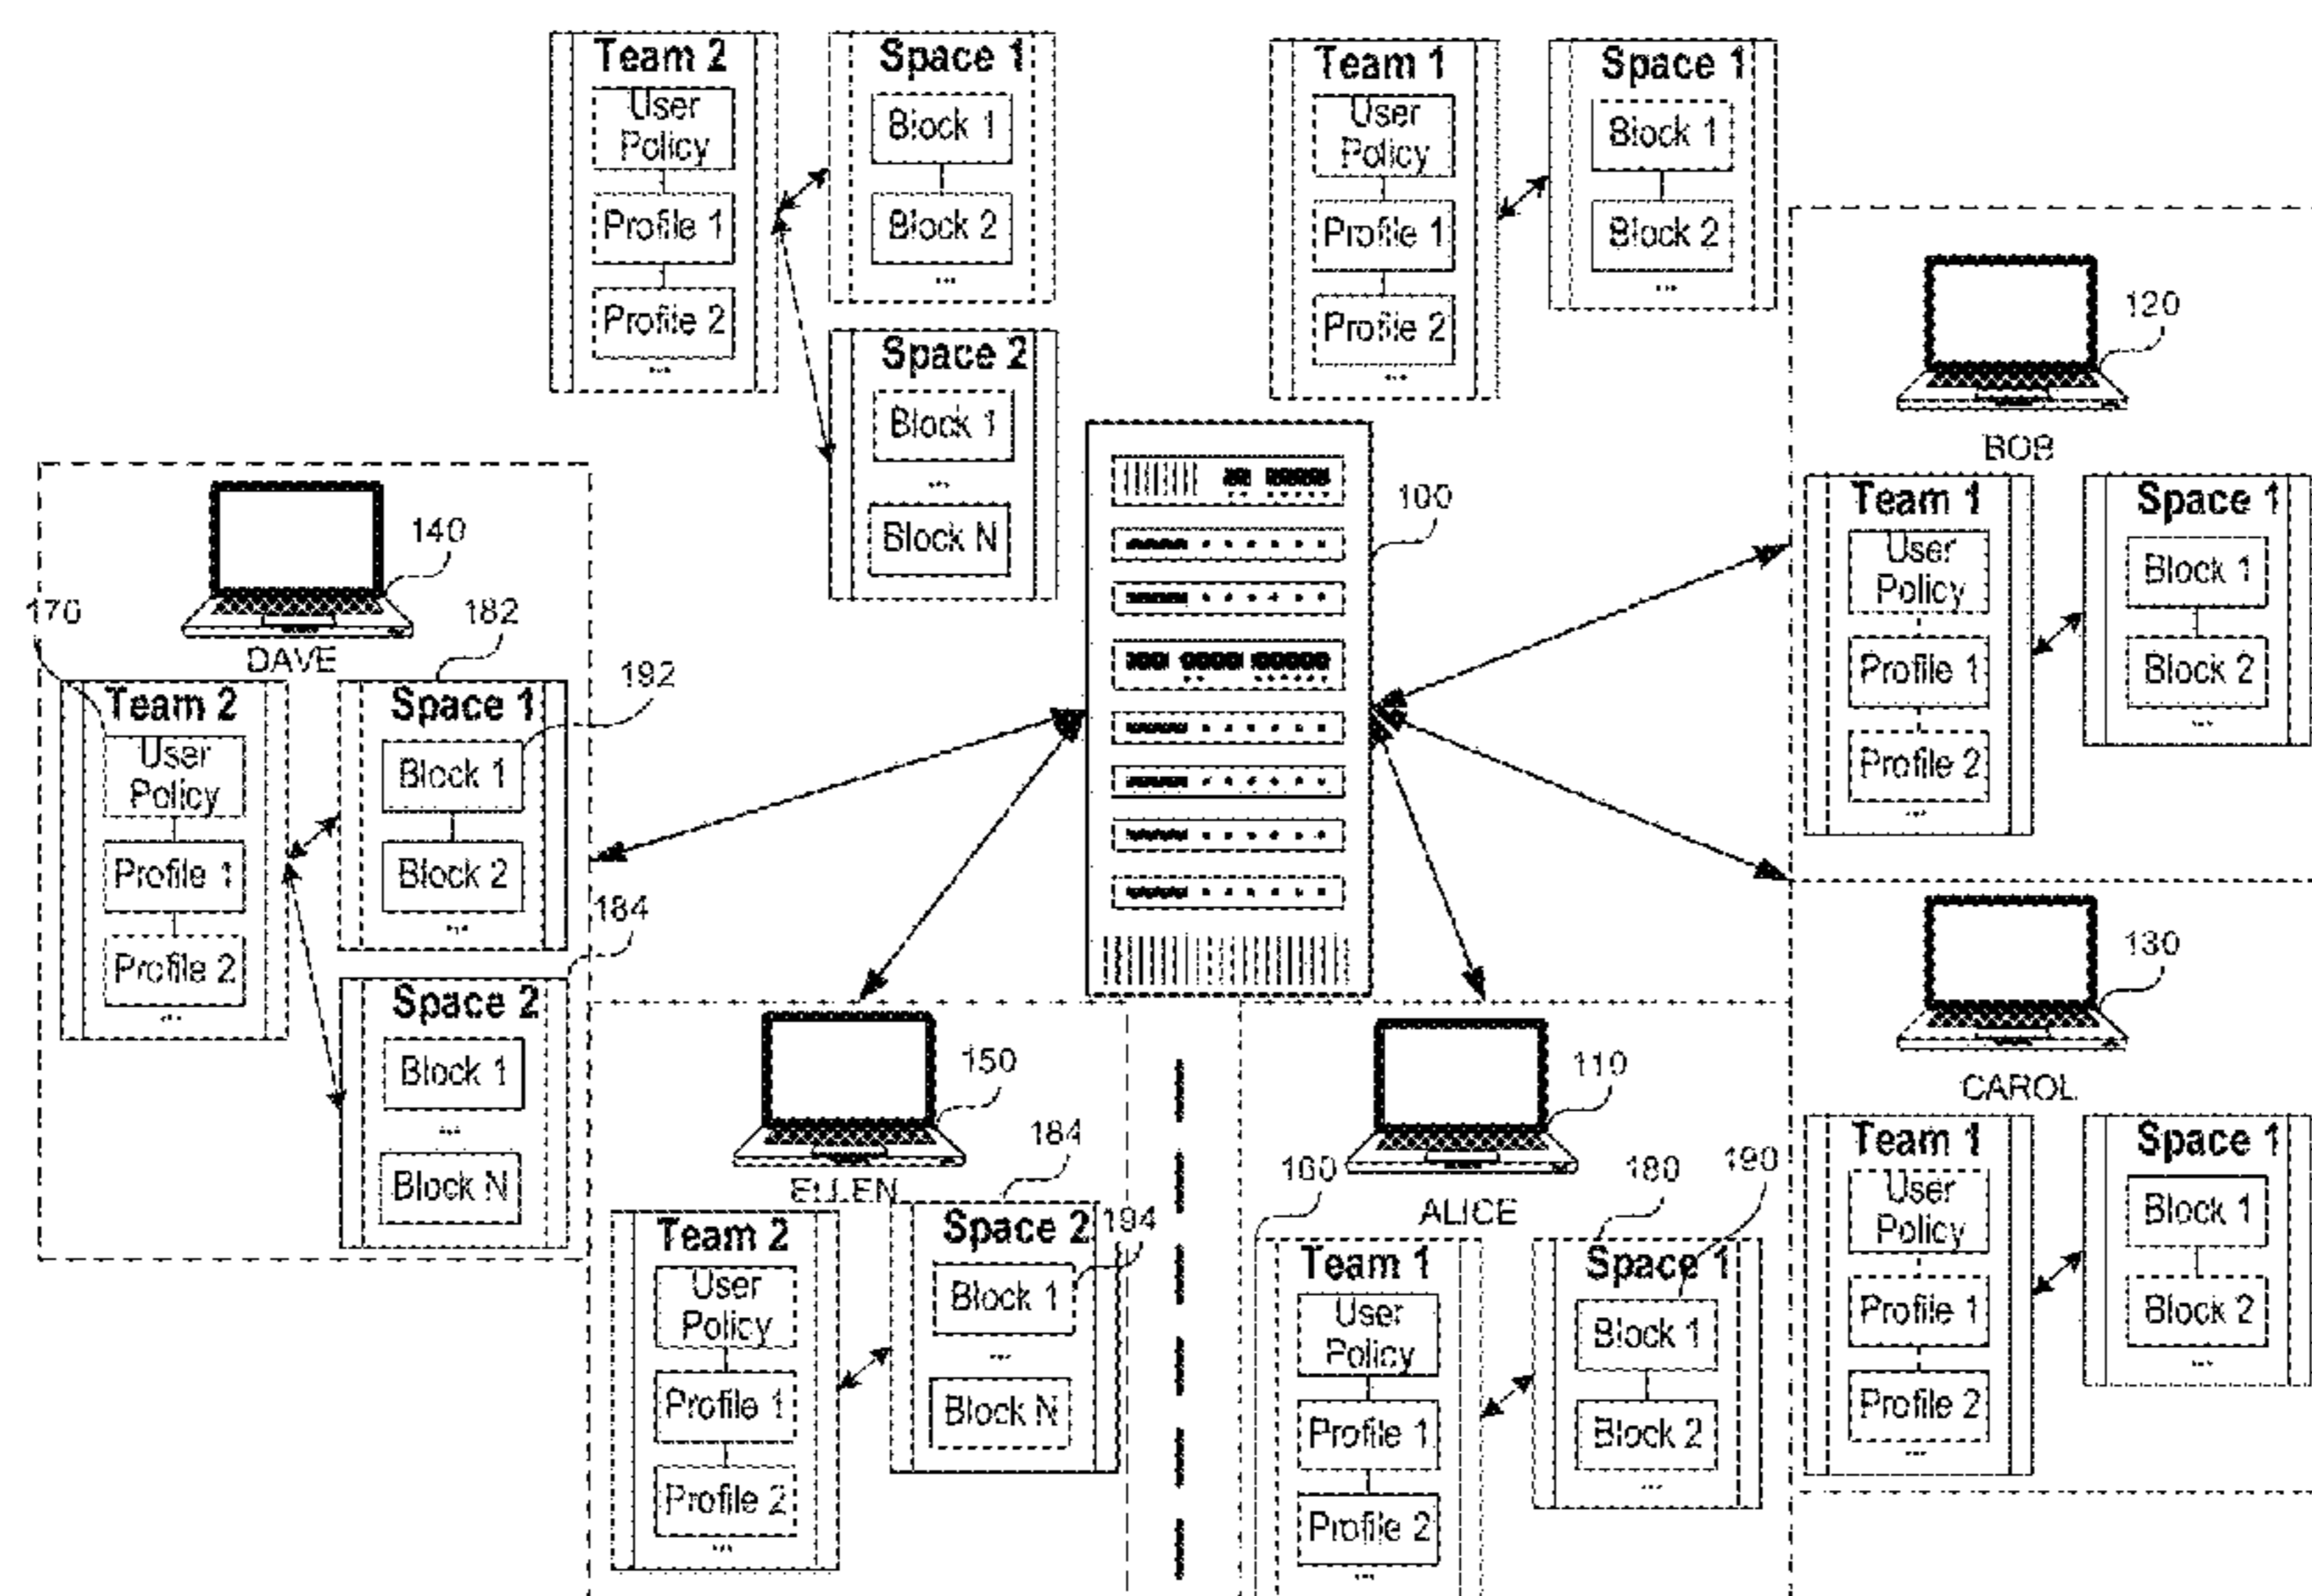 Team 2
User
Policy
Profile 1
Profile 2
...
Space 1
Block 1
Block 2
...
Space 2
Block 1
...
Block N
Team 1
User
Policy
Profile 1
Profile 2
...
Space 1
Block 1
Block 2
...
100
120
BOB
Team 1
User
Policy
Profile 1
Profile 2
...
Space 1
Block 1
Block 2
...
140
DAVE
170
182
192
Team 2
User
Policy
Profile 1
Profile 2
...
Space 1
Block 1
Block 2
...
184
Space 2
Block 1
...
Block N
150
ELLEN
184
194
Team 2
User
Policy
Profile 1
Profile 2
...
Space 2
Block 1
...
Block N
110
ALICE
160
180
190
Team 1
User
Policy
Profile 1
Profile 2
...
Space 1
Block 1
Block 2
...
130
CAROL
Team 1
User
Policy
Profile 1
Profile 2
...
Space 1
Block 1
Block 2
...